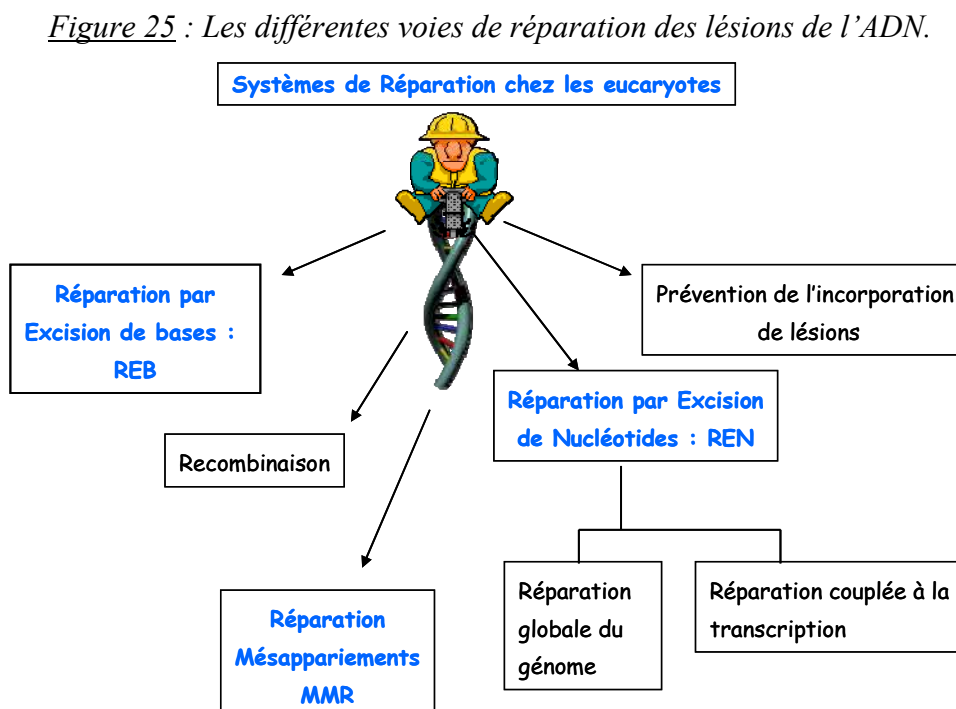 Figure 25 : Les différentes voies de réparation des lésions de l'ADN.
Systèmes de Réparation chez les eucaryotes
Réparation par
Excision de bases :
REB
Prévention de l'incorporation
de lésions
Recombinaison
Réparation par Excision
de Nucléotides : REN
Réparation
Mésappariements
MMR
Réparation
globale du
génome
Réparation couplée à la
transcription